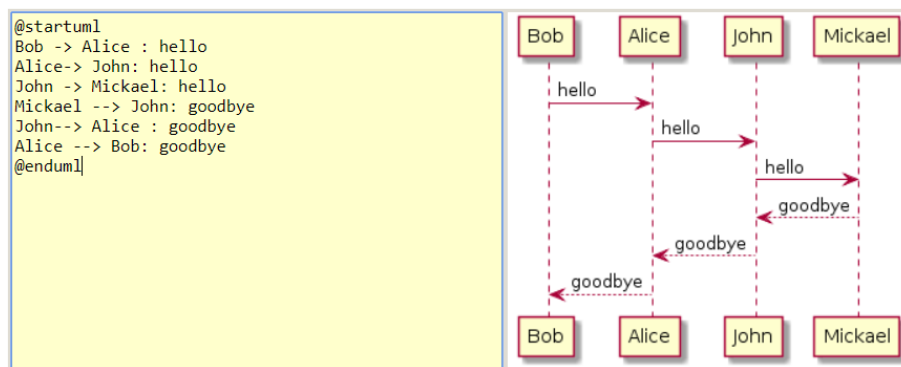 @startuml
Bob -> Alice : hello
Alice-> John: hello
John -> Mickael: hello
Mickael --> John: goodbye
John--> Alice : goodbye
Alice --> Bob: goodbye
@enduml
Bob Alice John Mickael
hello
hello
hello
goodbye
goodbye
goodbye
Bob Alice John Mickael